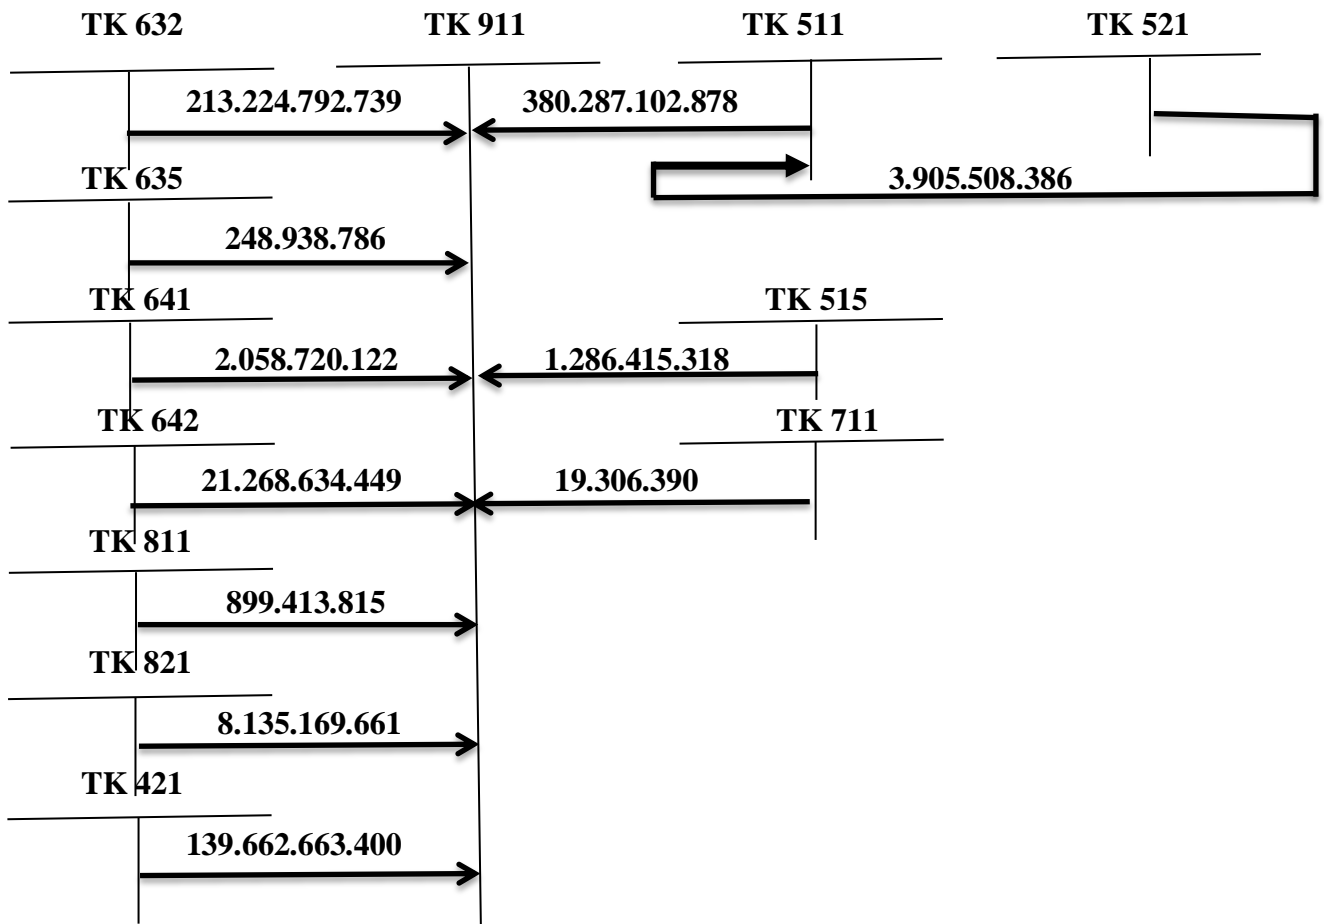 TK 632 TK 911 TK 511 TK 521
213.224.792.739 380.287.102.878
TK 635 3.905.508.386
248.938.786
TK 641 TK 515
2.058.720.122 1.286.415.318
TK 642 TK 711
21.268.634.449 19.306.390
TK 811
899.413.815
TK 821
8.135.169.661
TK 421
139.662.663.400